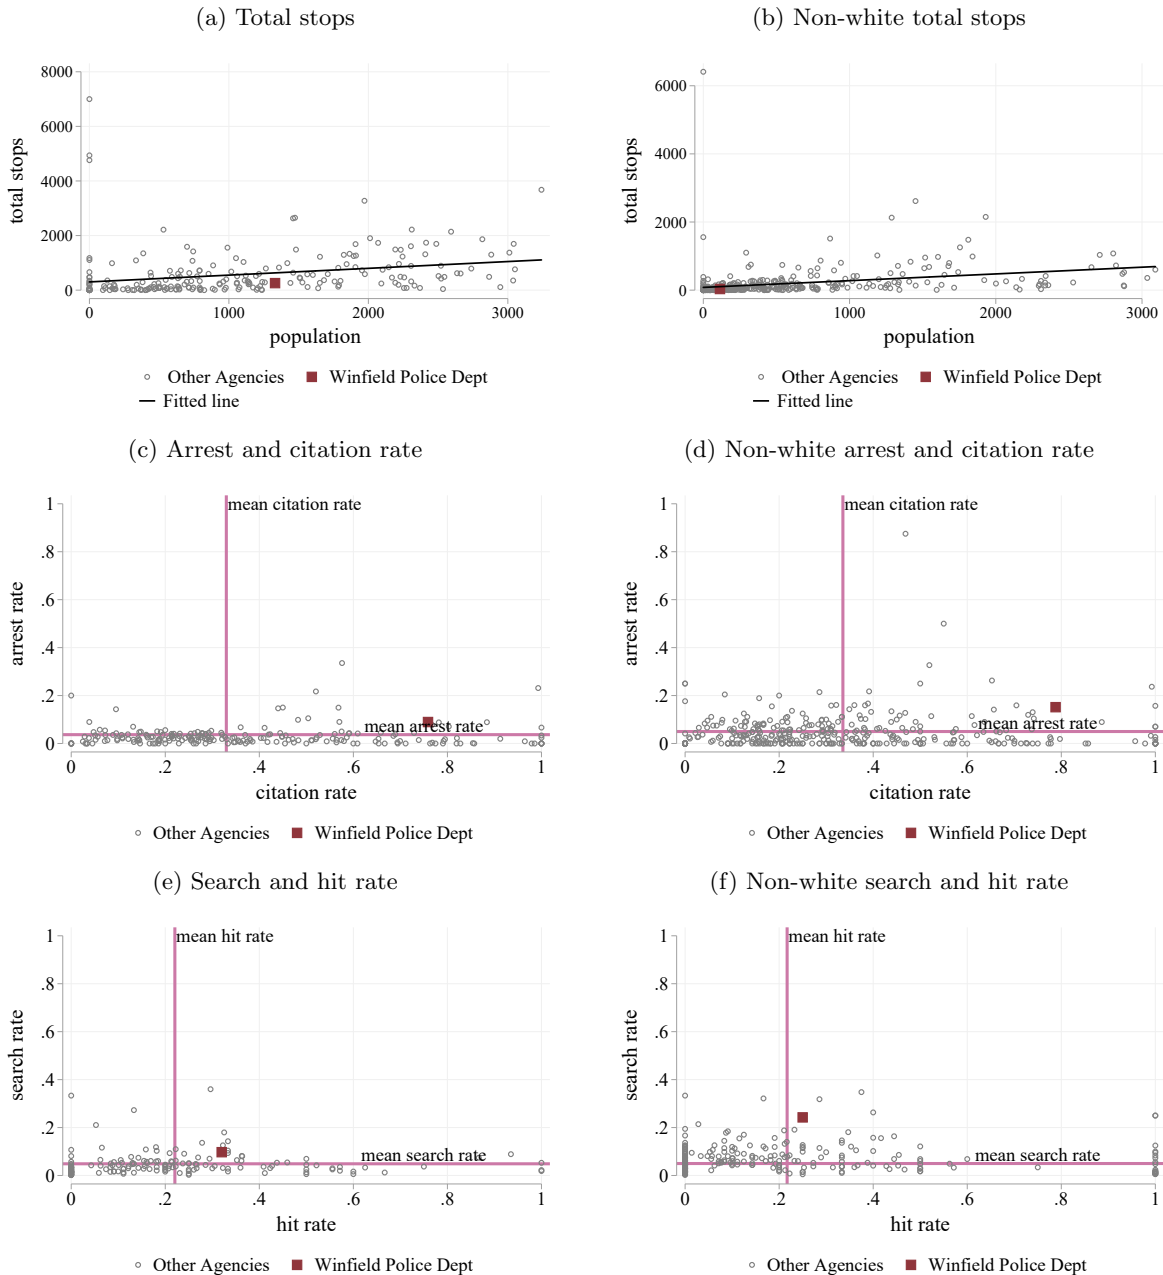 (a) Total stops
(b) Non-white total stops
total stops
8000
6000
4000
2000
0
0 1000 2000 3000
population
Other Agencies Winfield Police Dept
Fitted line
total stops
6000
4000
2000
0
0 1000 2000 3000
population
Other Agencies Winfield Police Dept
Fitted line
(c) Arrest and citation rate
(d) Non-white arrest and citation rate
arrest rate
1
.8
.6
.4
.2
0
mean citation rate
mean arrest rate
0 .2 .4 .6 .8 1
citation rate
Other Agencies Winfield Police Dept
arrest rate
1
.8
.6
.4
.2
0
mean citation rate
mean arrest rate
0 .2 .4 .6 .8 1
citation rate
Other Agencies Winfield Police Dept
(e) Search and hit rate
(f) Non-white search and hit rate
search rate
1
.8
.6
.4
.2
0
mean hit rate
mean search rate
0 .2 .4 .6 .8 1
hit rate
Other Agencies Winfield Police Dept
search rate
1
.8
.6
.4
.2
0
mean hit rate
mean search rate
0 .2 .4 .6 .8 1
hit rate
Other Agencies Winfield Police Dept